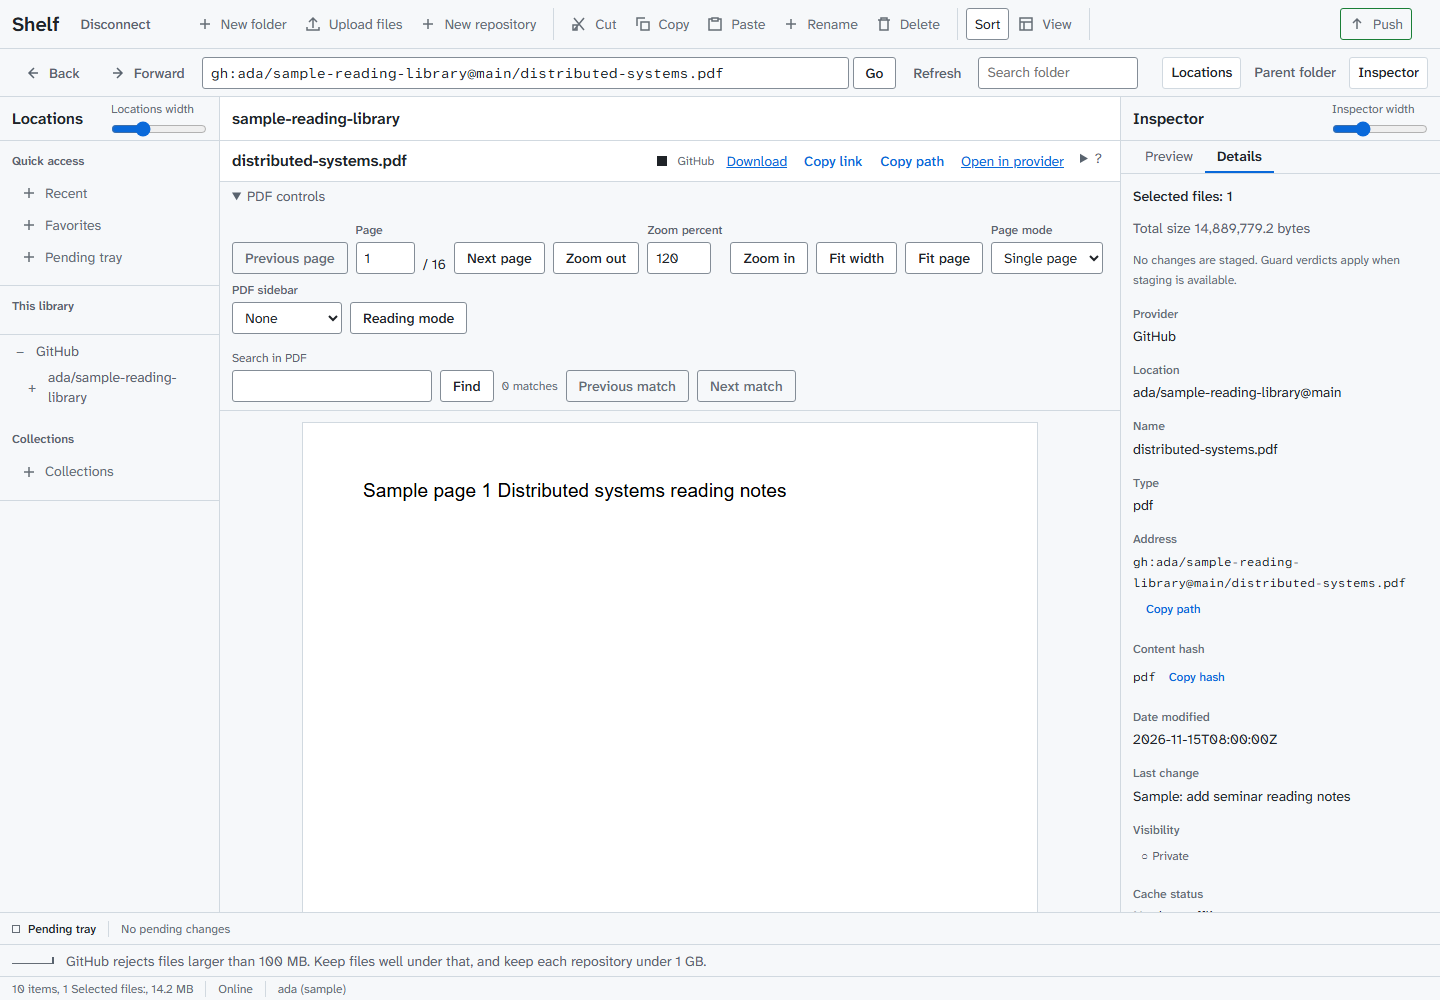 Shelf Disconnect New folder Upload files New repository Cut Copy Paste Rename Delete Sort View Push
Back Forward gh:ada/sample-reading-library@main/distributed-systems.pdf Go Refresh Search folder Locations Parent folder Inspector
Locations Locations width
Quick access
Recent
Favorites
Pending tray
This library
GitHub
ada/sample-reading-
library
Collections
Collections
sample-reading-library
distributed-systems.pdf GitHub Download Copy link Copy path Open in provider ?
PDF controls
Page Zoom percent Page mode
Previous page 1 / 16 Next page Zoom out 120 Zoom in Fit width Fit page Single page
PDF sidebar
None Reading mode
Search in PDF
Find 0 matches Previous match Next match
Sample page 1 Distributed systems reading notes
Inspector Inspector width
Preview Details
Selected files: 1
Total size 14,889,779.2 bytes
No changes are staged. Guard verdicts apply when
staging is available.
Provider
GitHub
Location
ada/sample-reading-library@main
Name
distributed-systems.pdf
Type
pdf
Address
gh:ada/sample-reading-
library@main/distributed-systems.pdf
Copy path
Content hash
pdf Copy hash
Date modified
2026-11-15T08:00:00Z
Last change
Sample: add seminar reading notes
Visibility
Private
Cache status
Pending tray No pending changes
GitHub rejects files larger than 100 MB. Keep files well under that, and keep each repository under 1 GB.
10 items, 1 Selected files:, 14.2 MB Online ada (sample)